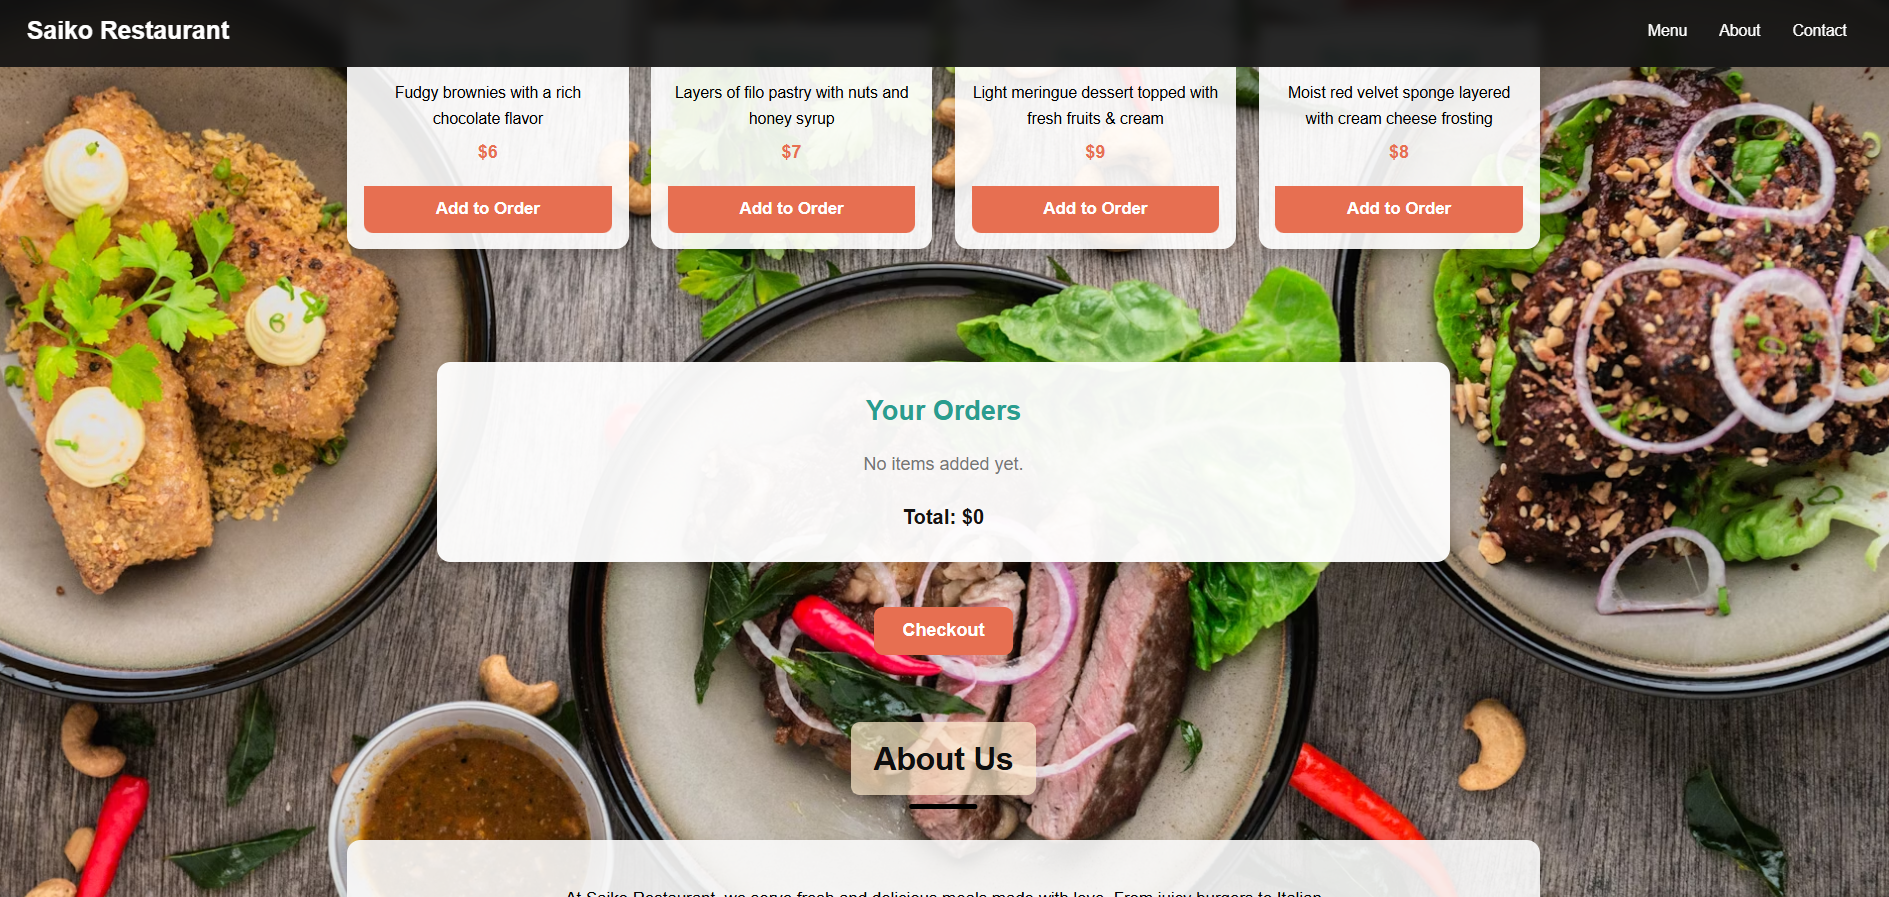 Saiko Restaurant
Menu About Contact
Fudgy brownies with a rich
chocolate flavor
$6
Add to Order
Layers of filo pastry with nuts and
honey syrup
$7
Add to Order
Light meringue dessert topped with
fresh fruits & cream
$9
Add to Order
Moist red velvet sponge layered
with cream cheese frosting
$8
Add to Order
Your Orders
No items added yet.
Total: $0
Checkout
About Us
At Saiko Restaurant, we serve fresh and delicious meals made with love. From juicy burgers to Italian